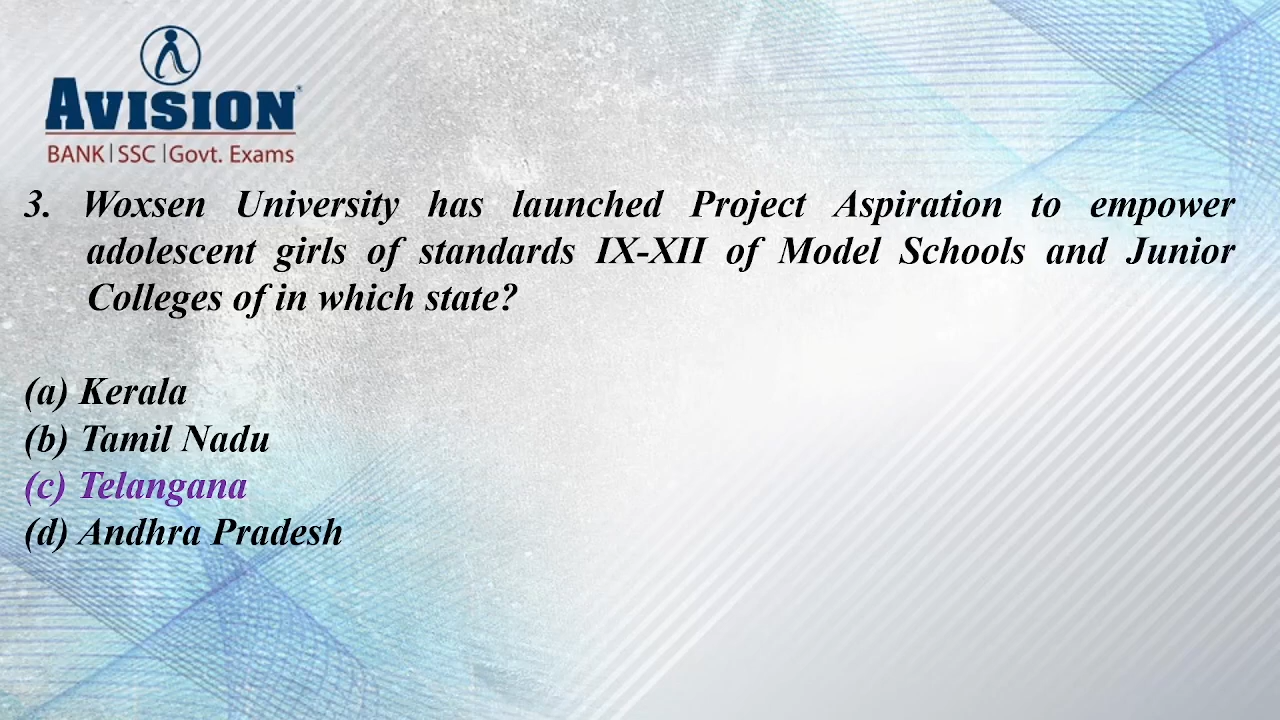 AVISION
BANK | SSC | Govt. Exams
3. Woxsen University has launched Project Aspiration to empower
adolescent girls of standards IX-XII of Model Schools and Junior
Colleges of in which state?
(a) Kerala
(b) Tamil Nadu
(c) Telangana
(d) Andhra Pradesh